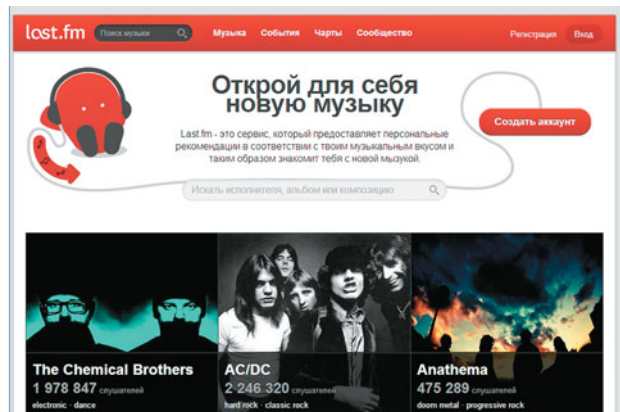 last.fm Поиск музыки Музыка События Чарты Сообщество Регистрация Вход
Открой для себя
новую музыку
Last.fm - это сервис, который предоставляет персональные
рекомендации в соответствии с твоим музыкальным вкусом и
таким образом знакомит тебя с новой мызукой.
Создать аккаунт
Искать исполнителя, альбом или композицию
The Chemical Brothers
1 978 847 слушателей
electronic · dance
AC/DC
2 246 320 слушателей
hard rock · classic rock
Anathema
475 289 слушателей
doom metal · progressive rock